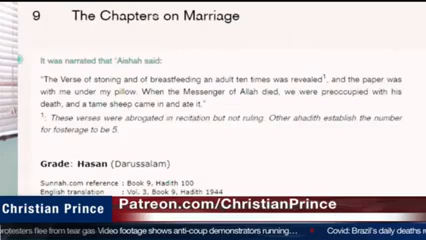 9 The Chapters on Marriage
It was narrated that 'Aishah said:
"The Verse of stoning and of breastfeeding an adult ten times was revealed¹, and the paper was
with me under my pillow. When the Messenger of Allah died, we were preoccupied with his
death, and a tame sheep came in and ate it."
¹: These verses were abrogated in recitation but not ruling. Other ahadith establish the number
for fosterage to be 5.
Grade: Hasan (Darussalam)
Sunnah.com reference : Book 9, Hadith 100
English translation : Vol. 3, Book 9, Hadith 1944
Christian Prince
Patreon.com/ChristianPrince
protesters flee from tear gas Video footage shows anti-coup demonstrators running... Covid: Brazil's daily deaths r